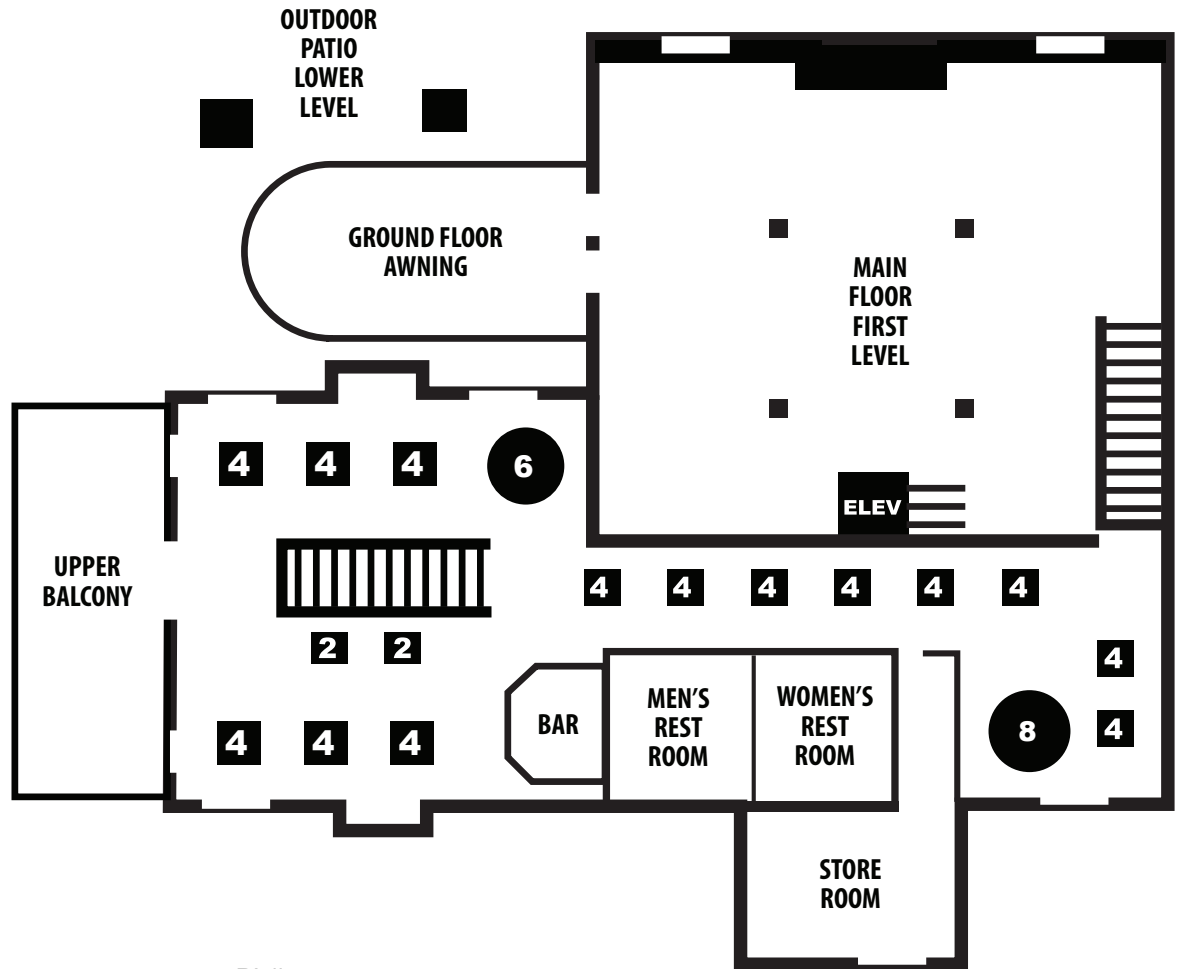 OUTDOOR
PATIO
LOWER
LEVEL
GROUND FLOOR
AWNING
MAIN
FLOOR
FIRST
LEVEL
4
4
4
6
ELEV
UPPER
BALCONY
4
4
4
4
4
4
2
2
4
4
4
4
BAR
MEN'S
REST
ROOM
WOMEN'S
REST
ROOM
8
4
STORE
ROOM